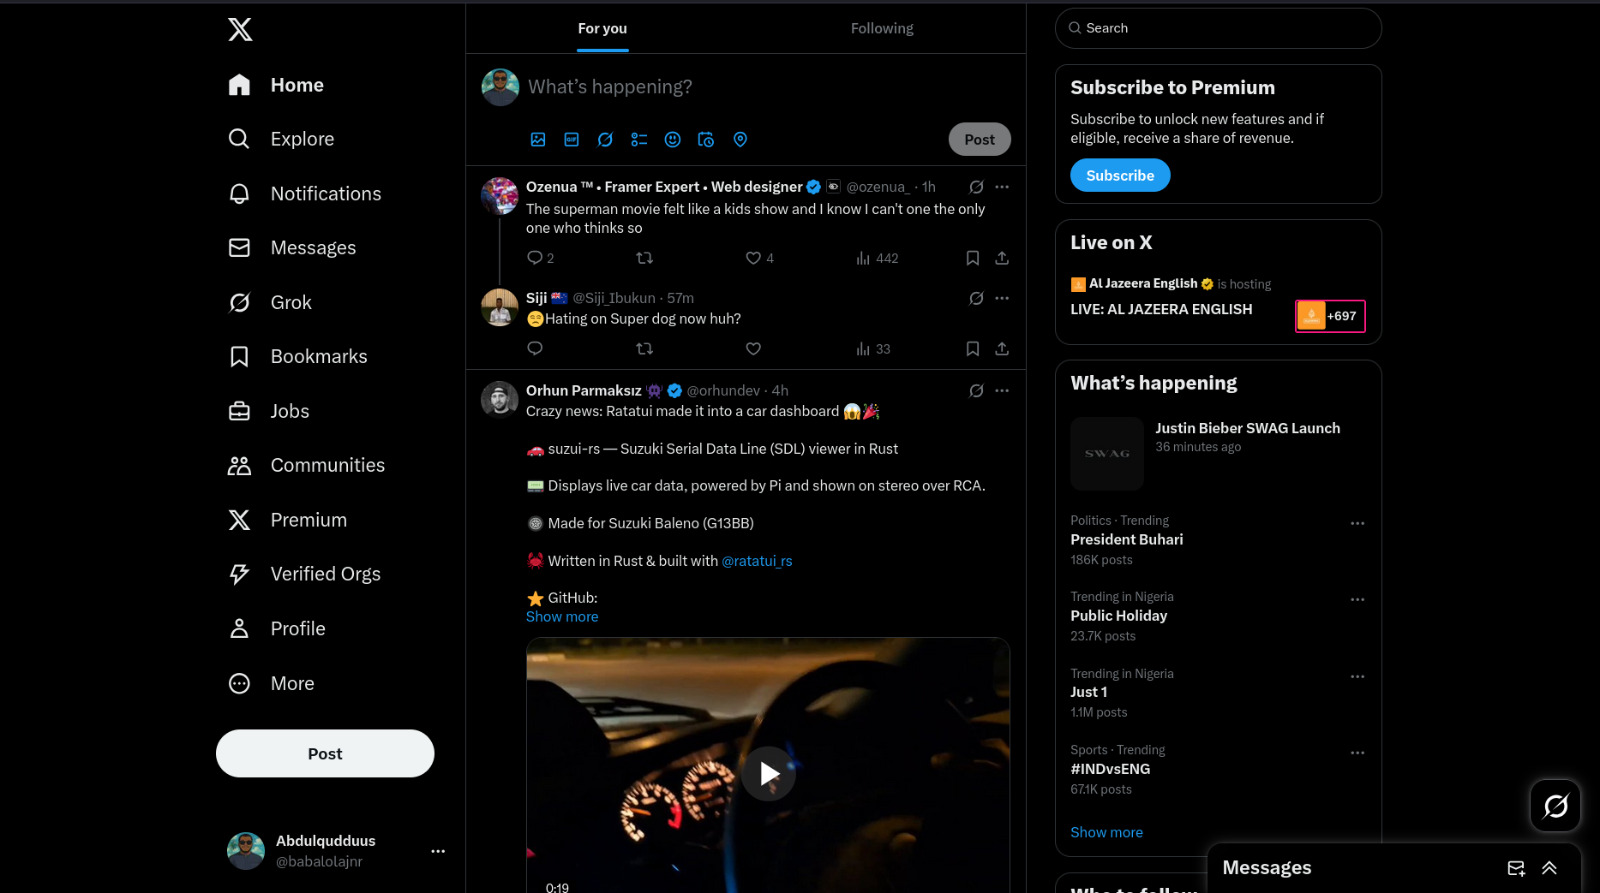 Home
Explore
Notifications
Messages
Grok
Bookmarks
Jobs
Communities
Premium
Verified Orgs
Profile
More
Post
Abdulqudduus
@babalolajnr
For you
Following
What's happening?
GIF
Post
Ozenua ™ • Framer Expert • Web designer @ozenua_ · 1h
The superman movie felt like a kids show and I know I can't one the only
one who thinks so
2
4
442
Siji 🇦🇺 @Siji_Ibukun · 57m
😒Hating on Super dog now huh?
33
Orhun Parmaksız 👾 @orhundev · 4h
Crazy news: Ratatui made it into a car dashboard 😱🎉
🚗 suzui-rs — Suzuki Serial Data Line (SDL) viewer in Rust
📟 Displays live car data, powered by Pi and shown on stereo over RCA.
🛞 Made for Suzuki Baleno (G13BB)
🦀 Written in Rust & built with @ratatui_rs
⭐ GitHub:
Show more
0:19
Search
Subscribe to Premium
Subscribe to unlock new features and if
eligible, receive a share of revenue.
Subscribe
Live on X
Al Jazeera English is hosting
LIVE: AL JAZEERA ENGLISH
+697
What's happening
SWAG
Justin Bieber SWAG Launch
36 minutes ago
Politics · Trending
President Buhari
186K posts
Trending in Nigeria
Public Holiday
23.7K posts
Trending in Nigeria
Just 1
1.1M posts
Sports · Trending
#INDvsENG
67.1K posts
Show more
Messages
Who to follow